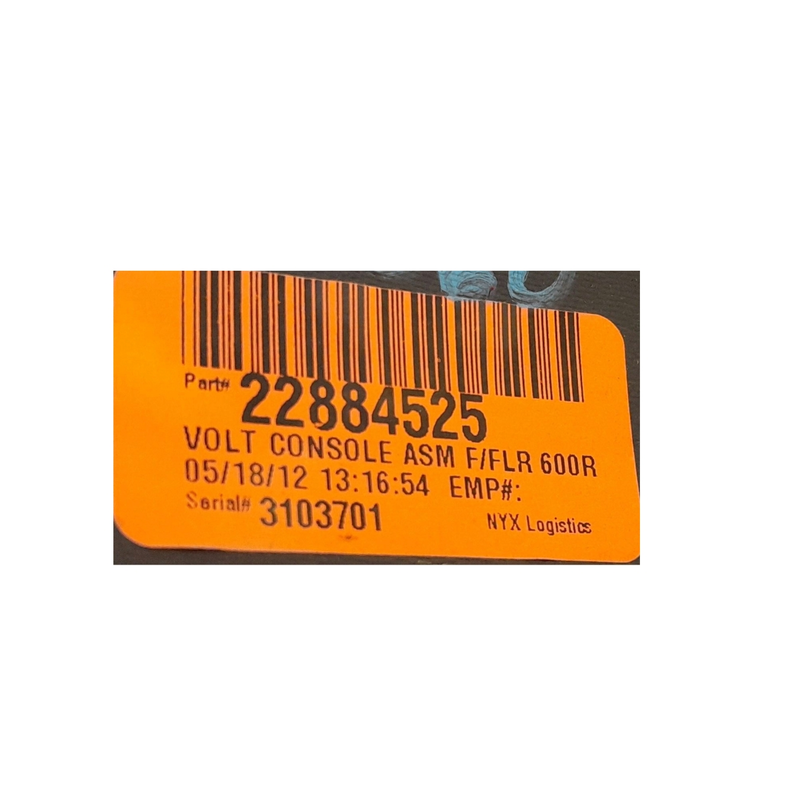 Part# 22884525
VOLT CONSOLE ASM F/FLR 600R
05/18/12 13:16:54 EMP#:
Serial# 3103701 NYX Logistics